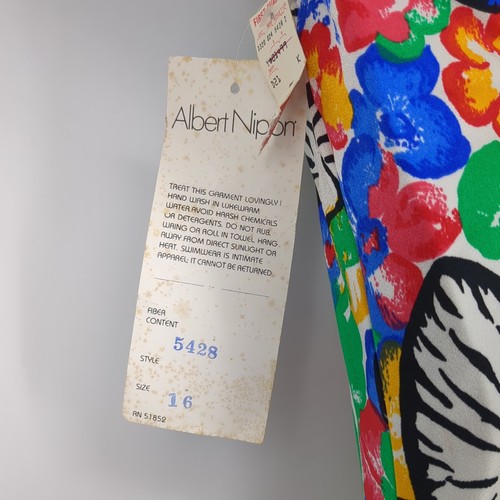 Albert Nipon
TREAT THIS GARMENT LOVINGLY!
HAND WASH IN LUKEWARM
WATER. AVOID HARSH CHEMICALS
OR DETERGENTS. DO NOT RUB,
WRING OR ROLL IN TOWEL. HANG
AWAY FROM DIRECT SUNLIGHT OR
HEAT. SWIMWEAR IS INTIMATE
APPAREL; IT CANNOT BE RETURNED.
FIBER
CONTENT
5428
STYLE
SIZE
16
RN 51852